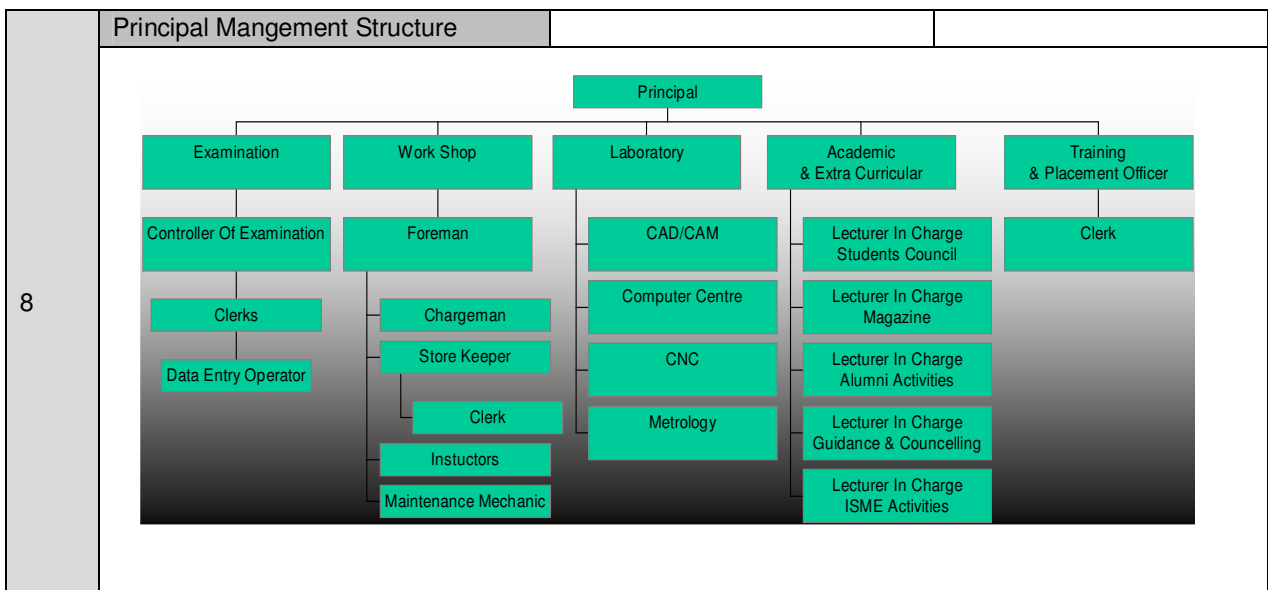 Principal Mangement Structure
8
Principal
Examination
Work Shop
Laboratory
Academic
& Extra Curricular
Training
& Placement Officer
Controller Of Examination
Foreman
CAD/CAM
Lecturer In Charge
Students Council
Clerk
Clerks
Chargeman
Computer Centre
Lecturer In Charge
Magazine
Data Entry Operator
Store Keeper
CNC
Lecturer In Charge
Alumni Activities
Clerk
Metrology
Lecturer In Charge
Guidance & Councelling
Instuctors
Maintenance Mechanic
Lecturer In Charge
ISME Activities